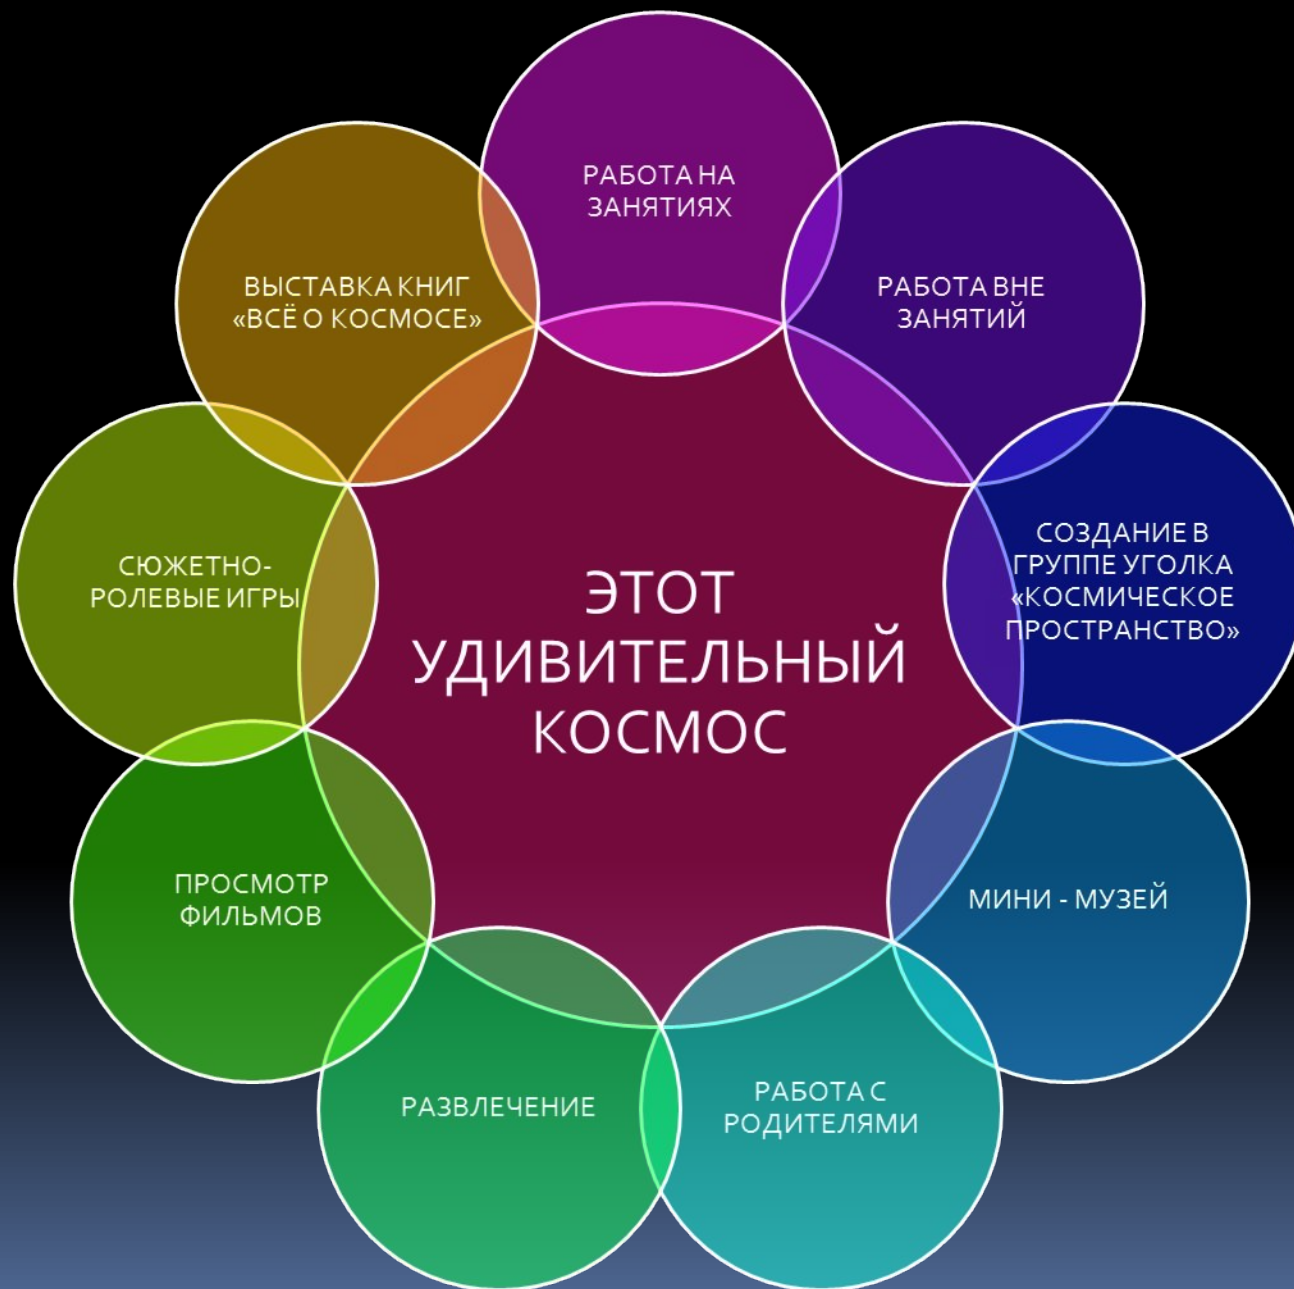 РАБОТА НА
ЗАНЯТИЯХ
РАБОТА ВНЕ
ЗАНЯТИЙ
СОЗДАНИЕ В
ГРУППЕ УГОЛКА
«КОСМИЧЕСКОЕ
ПРОСТРАНСТВО»
МИНИ - МУЗЕЙ
РАБОТА С
РОДИТЕЛЯМИ
РАЗВЛЕЧЕНИЕ
ПРОСМОТР
ФИЛЬМОВ
СЮЖЕТНО-
РОЛЕВЫЕ ИГРЫ
ВЫСТАВКА КНИГ
«ВСЁ О КОСМОСЕ»
ЭТОТ
УДИВИТЕЛЬНЫЙ
КОСМОС